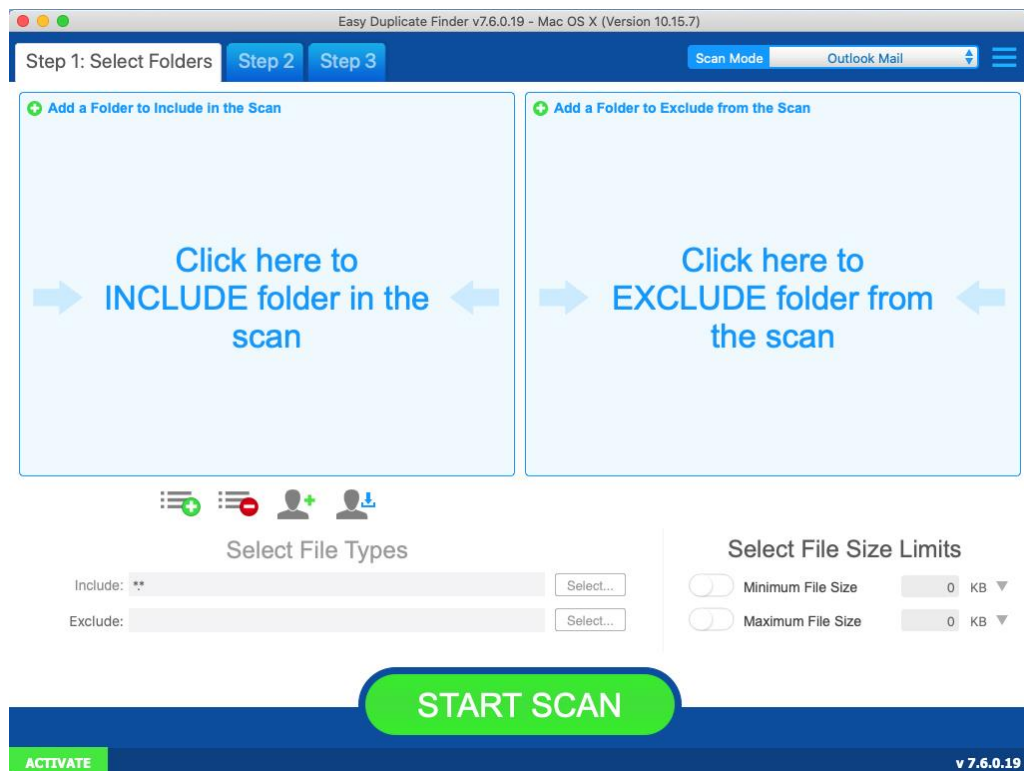 Easy Duplicate Finder v7.6.0.19 - Mac OS X (Version 10.15.7)
Step 1: Select Folders Step 2 Step 3 Scan Mode Outlook Mail
Add a Folder to Include in the Scan
Click here to
INCLUDE folder in the
scan
Add a Folder to Exclude from the Scan
Click here to
EXCLUDE folder from
the scan
Select File Types
Include: *.* Select...
Exclude: Select...
Select File Size Limits
Minimum File Size 0 KB
Maximum File Size 0 KB
START SCAN
ACTIVATE v 7.6.0.19